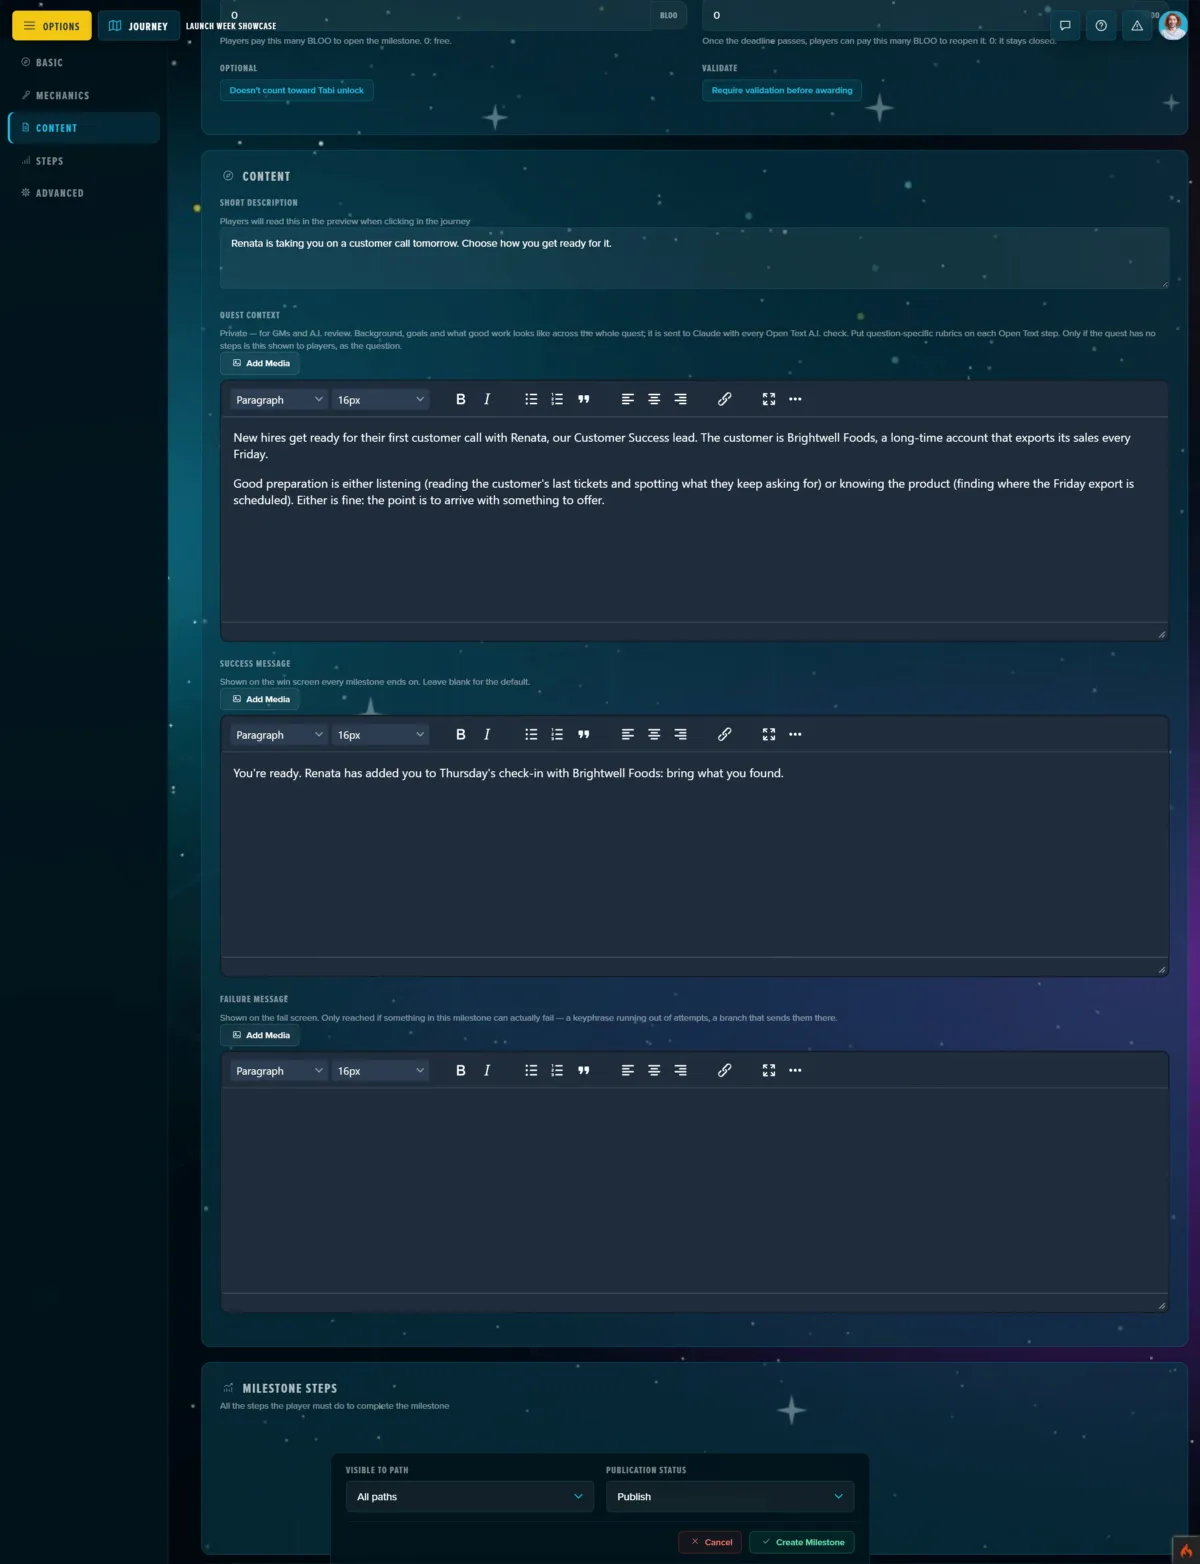 OPTIONS
JOURNEY
LAUNCH WEEK SHOWCASE
BASIC
MECHANICS
CONTENT
STEPS
ADVANCED
0
BLOO
0
Players pay this many BLOO to open the milestone. 0: free.
Once the deadline passes, players can pay this many BLOO to reopen it. 0: it stays closed.
OPTIONAL
VALIDATE
Doesn't count toward Tabi unlock
Require validation before awarding
CONTENT
SHORT DESCRIPTION
Players will read this in the preview when clicking in the journey
Renata is taking you on a customer call tomorrow. Choose how you get ready for it.
QUEST CONTEXT
Private — for GMs and A.I. review. Background, goals and what good work looks like across the whole quest; it is sent to Claude with every Open Text A.I. check. Put question-specific rubrics on each Open Text step. Only if the quest has no
steps is this shown to players, as the question.
Add Media
Paragraph
16px
New hires get ready for their first customer call with Renata, our Customer Success lead. The customer is Brightwell Foods, a long-time account that exports its sales every
Friday.
Good preparation is either listening (reading the customer's last tickets and spotting what they keep asking for) or knowing the product (finding where the Friday export is
scheduled). Either is fine: the point is to arrive with something to offer.
SUCCESS MESSAGE
Shown on the win screen every milestone ends on. Leave blank for the default.
Add Media
Paragraph
16px
You're ready. Renata has added you to Thursday's check-in with Brightwell Foods: bring what you found.
FAILURE MESSAGE
Shown on the fail screen. Only reached if something in this milestone can actually fail — a keyphrase running out of attempts, a branch that sends them there.
Add Media
Paragraph
16px
MILESTONE STEPS
All the steps the player must do to complete the milestone
VISIBLE TO PATH
PUBLICATION STATUS
All paths
Publish
Cancel
Create Milestone